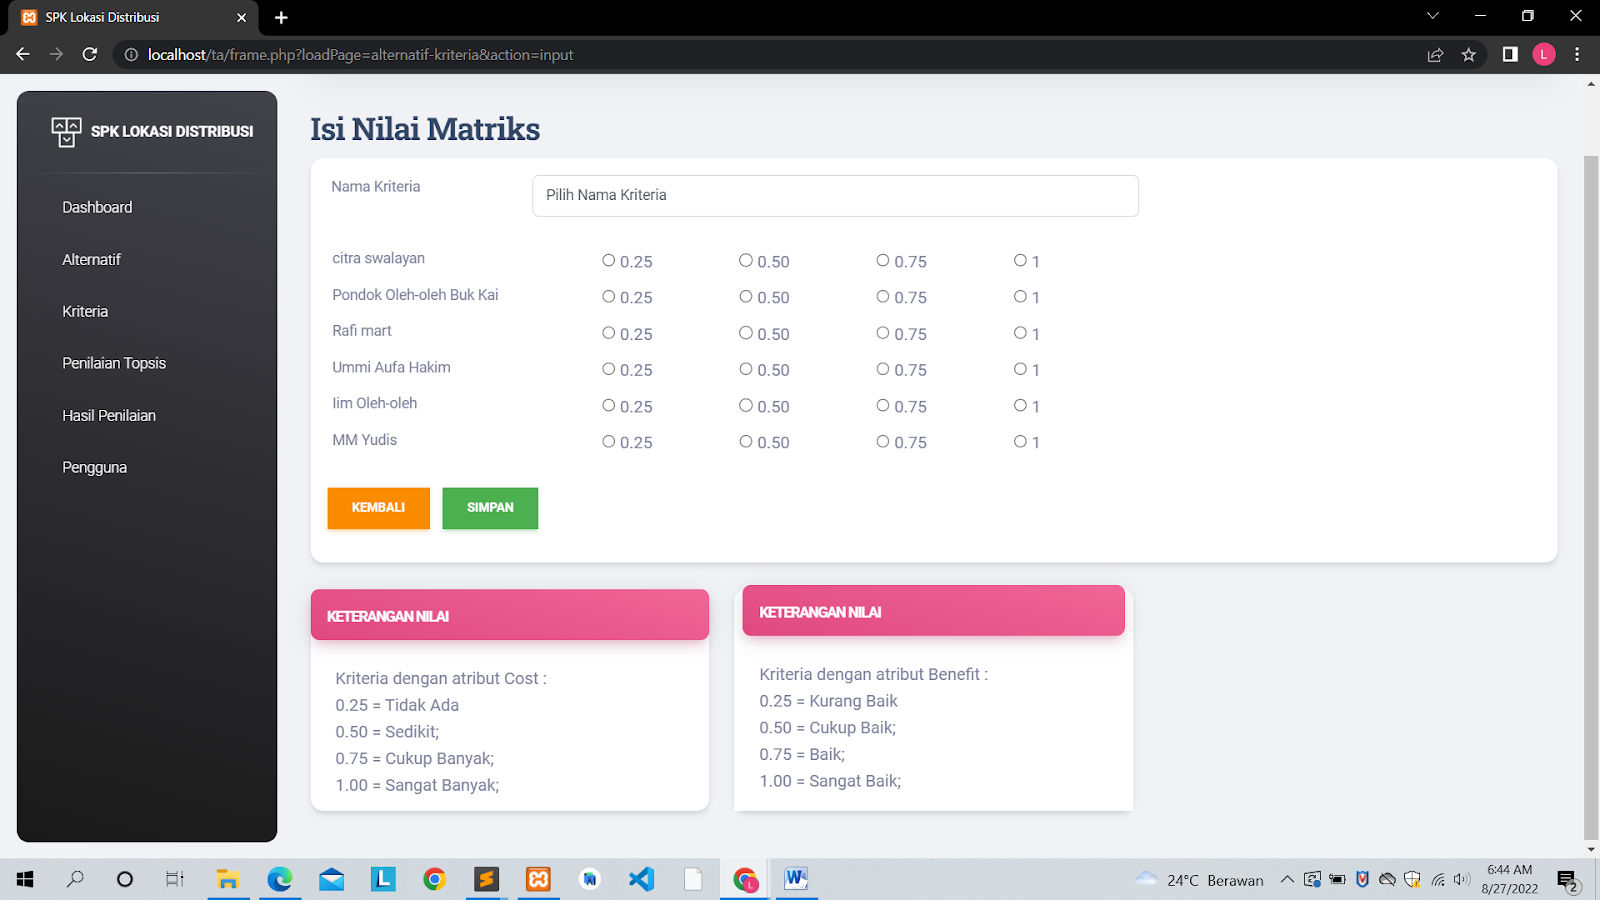 SPK Lokasi Distribusi
localhost/ta/frame.php?loadPage=alternatif-kriteria&action=input
L
SPK LOKASI DISTRIBUSI
Dashboard
Alternatif
Kriteria
Penilaian Topsis
Hasil Penilaian
Pengguna
Isi Nilai Matriks
Nama Kriteria Pilih Nama Kriteria
citra swalayan 0.25 0.50 0.75 1
Pondok Oleh-oleh Buk Kai 0.25 0.50 0.75 1
Rafi mart 0.25 0.50 0.75 1
Ummi Aufa Hakim 0.25 0.50 0.75 1
Iim Oleh-oleh 0.25 0.50 0.75 1
MM Yudis 0.25 0.50 0.75 1
KEMBALI SIMPAN
KETERANGAN NILAI
Kriteria dengan atribut Cost :
0.25 = Tidak Ada
0.50 = Sedikit;
0.75 = Cukup Banyak;
1.00 = Sangat Banyak;
KETERANGAN NILAI
Kriteria dengan atribut Benefit :
0.25 = Kurang Baik
0.50 = Cukup Baik;
0.75 = Baik;
1.00 = Sangat Baik;
24°C Berawan
6:44 AM
8/27/2022
2